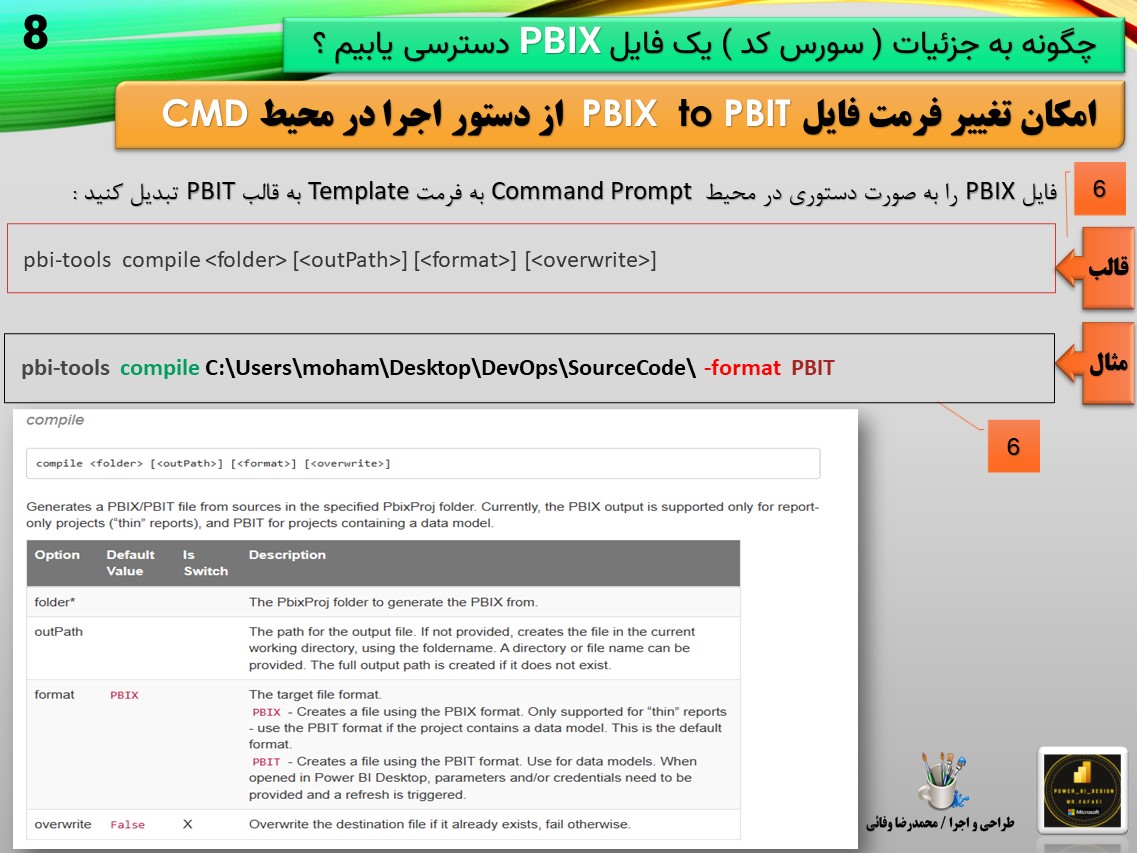 8
چگونه به جزئیات ( سورس کد ) یک فایل PBIX دسترسی یابیم ؟
امکان تغییر فرمت فایل PBIX to PBIT از دستور اجرا در محیط CMD
6
فایل PBIX را به صورت دستوری در محیط Command Prompt به فرمت Template به قالب PBIT تبدیل کنید :
قالب
pbi-tools compile <folder> [<outPath>] [<format>] [<overwrite>]
مثال
pbi-tools compile C:\Users\moham\Desktop\DevOps\SourceCode\ -format PBIT
6
compile
compile <folder> [<outPath>] [<format>] [<overwrite>]
Generates a PBIX/PBIT file from sources in the specified PbixProj folder. Currently, the PBIX output is supported only for report-
only projects (“thin” reports), and PBIT for projects containing a data model.
Option Default Value Is Switch Description
folder* The PbixProj folder to generate the PBIX from.
outPath The path for the output file. If not provided, creates the file in the current
working directory, using the foldername. A directory or file name can be
provided. The full output path is created if it does not exist.
format PBIX The target file format.
PBIX - Creates a file using the PBIX format. Only supported for “thin” reports
- use the PBIT format if the project contains a data model. This is the default
format.
PBIT - Creates a file using the PBIT format. Use for data models. When
opened in Power BI Desktop, parameters and/or credentials need to be
provided and a refresh is triggered.
overwrite False X Overwrite the destination file if it already exists, fail otherwise.
طراحی و اجرا / محمدرضا وفائی
POWER_BI_DESIGN
Microsoft